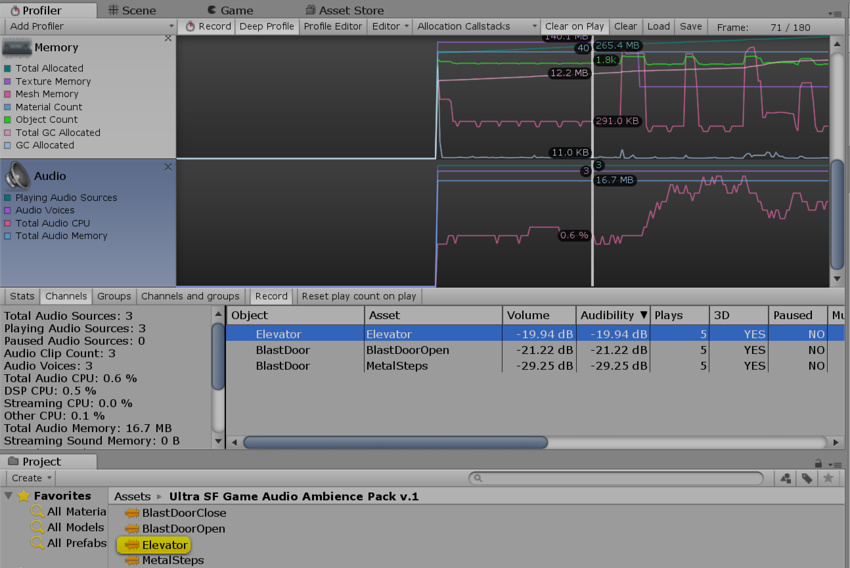 Profiler Scene Game Asset Store
Add Profiler Record Deep Profile Profiler Editor Editor Allocation Callstacks Clear on Play Clear Load Save Frame: 71 / 180
Memory
Total Allocated
Texture Memory
Mesh Memory
Material Count
Object Count
Total GC Allocated
GC Allocated
140.1 MB
40
265.4 MB
1.8k
12.2 MB
291.0 KB
11.0 KB
Audio
Playing Audio Sources
Audio Voices
Total Audio CPU
Total Audio Memory
3
3
16.7 MB
0.6 %
Stats Channels Groups Channels and groups Record Reset play count on play
Total Audio Sources: 3
Playing Audio Sources: 3
Paused Audio Sources: 0
Audio Clip Count: 3
Audio Voices: 3
Total Audio CPU: 0.6 %
DSP CPU: 0.5 %
Streaming CPU: 0.0 %
Other CPU: 0.1 %
Total Audio Memory: 16.7 MB
Streaming Sound Memory: 0 B
Object Asset Volume Audibility ▼ Plays 3D Paused Mu
Elevator Elevator -19.94 dB -19.94 dB 5 YES NO
BlastDoor BlastDoorOpen -21.22 dB -21.22 dB 5 YES NO
BlastDoor MetalSteps -29.25 dB -29.25 dB 5 YES NO
Project
Create
Favorites
All Materia
All Models
All Prefabs
Assets ▸ Ultra SF Game Audio Ambience Pack v.1
BlastDoorClose
BlastDoorOpen
Elevator
MetalSteps